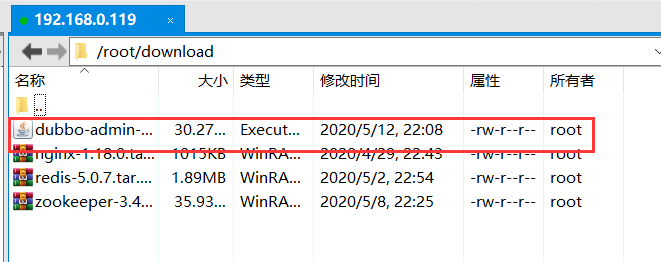 192.168.0.119 ×
/root/download
名称 大小 类型 修改时间 属性 所有者
..
dubbo-admin-... 30.27... Execut... 2020/5/12, 22:08 -rw-r--r-- root
nginx-1.18.0.ta... 1015KB WinRA... 2020/4/29, 22:43 -rw-r--r-- root
redis-5.0.7.tar.... 1.89MB WinRA... 2020/5/2, 22:54 -rw-r--r-- root
zookeeper-3.4... 35.93... WinRA... 2020/5/8, 22:25 -rw-r--r-- root